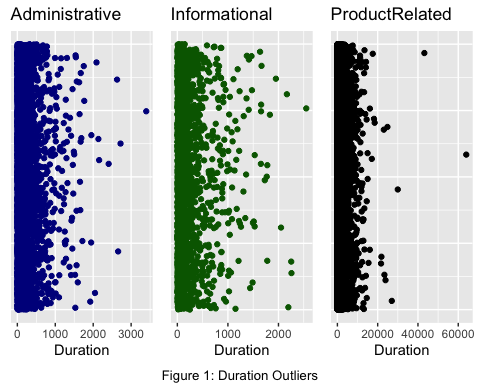 Administrative Informational ProductRelated
0 1000 2000 3000 0 1000 2000 0 20000 40000 60000
Duration Duration Duration
Figure 1: Duration Outliers